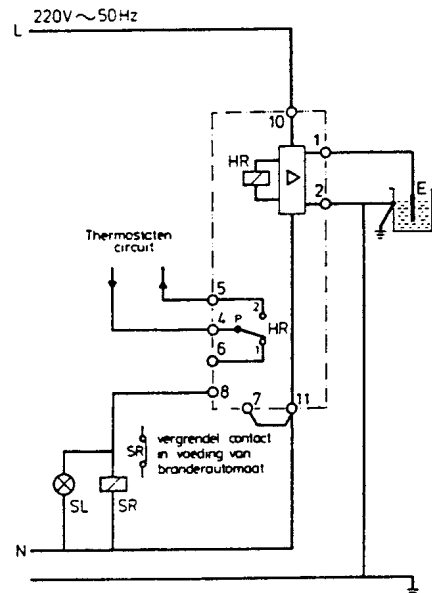 220V ~ 50Hz
L
10
1
HR
2
E
Thermostaten
circuit
5
2
4
P
HR
1
6
8
7
11
SR
vergrendel contact
in voeding van
branderautomaat
SL
SR
N